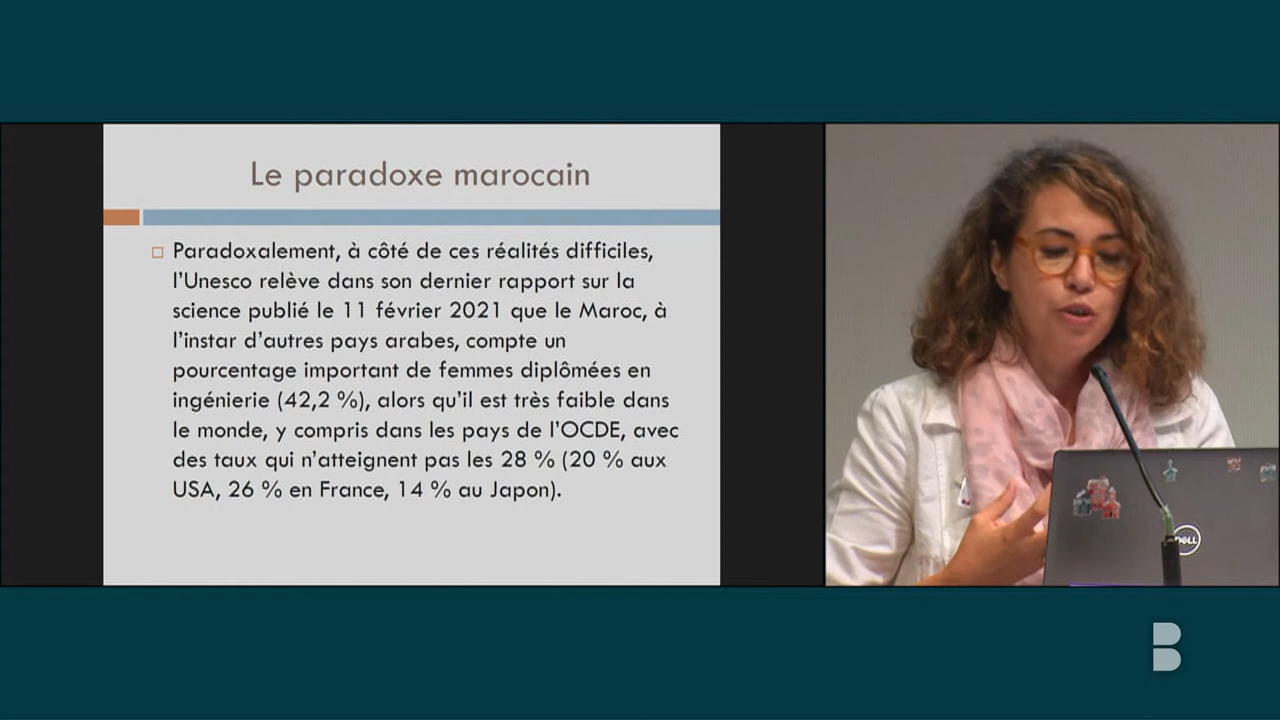 Le paradoxe marocain
Paradoxalement, à côté de ces réalités difficiles,
l'Unesco relève dans son dernier rapport sur la
science publié le 11 février 2021 que le Maroc, à
l'instar d'autres pays arabes, compte un
pourcentage important de femmes diplômées en
ingénierie (42,2 %), alors qu'il est très faible dans
le monde, y compris dans les pays de l'OCDE, avec
des taux qui n'atteignent pas les 28 % (20 % aux
USA, 26 % en France, 14 % au Japon).
DELL
B